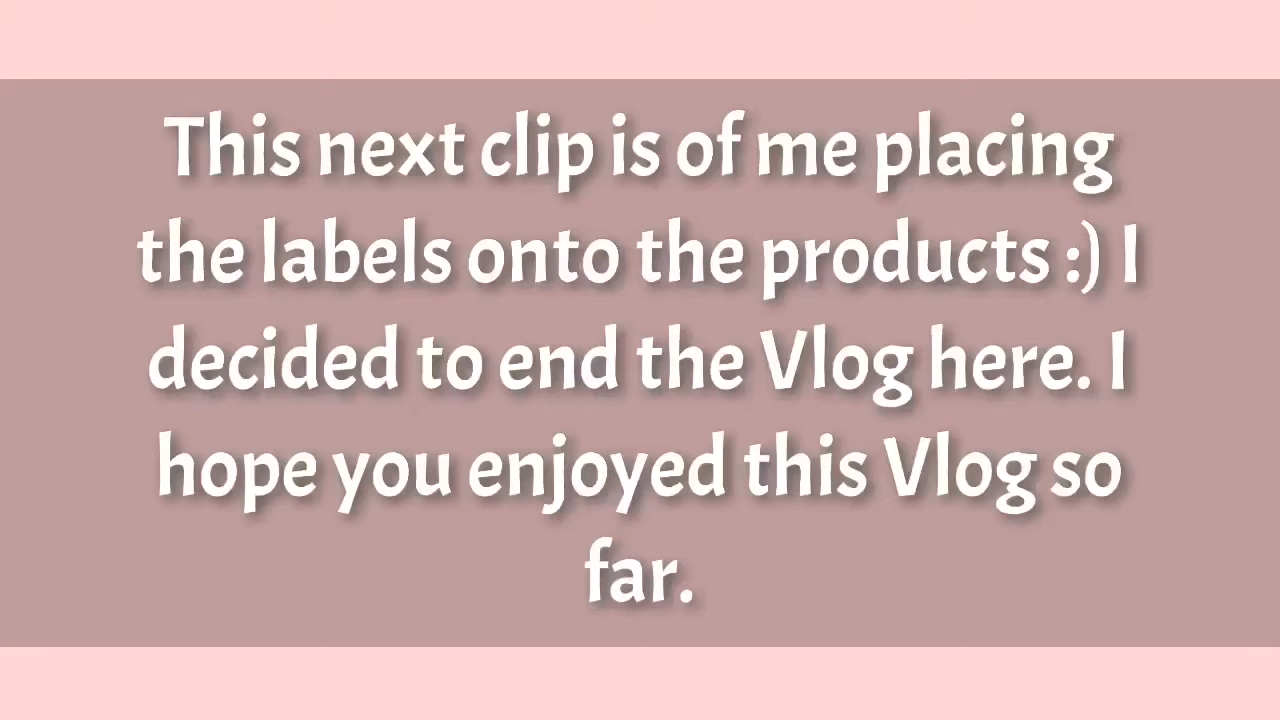 This next clip is of me placing
the labels onto the products :) I
decided to end the Vlog here. I
hope you enjoyed this Vlog so
far.